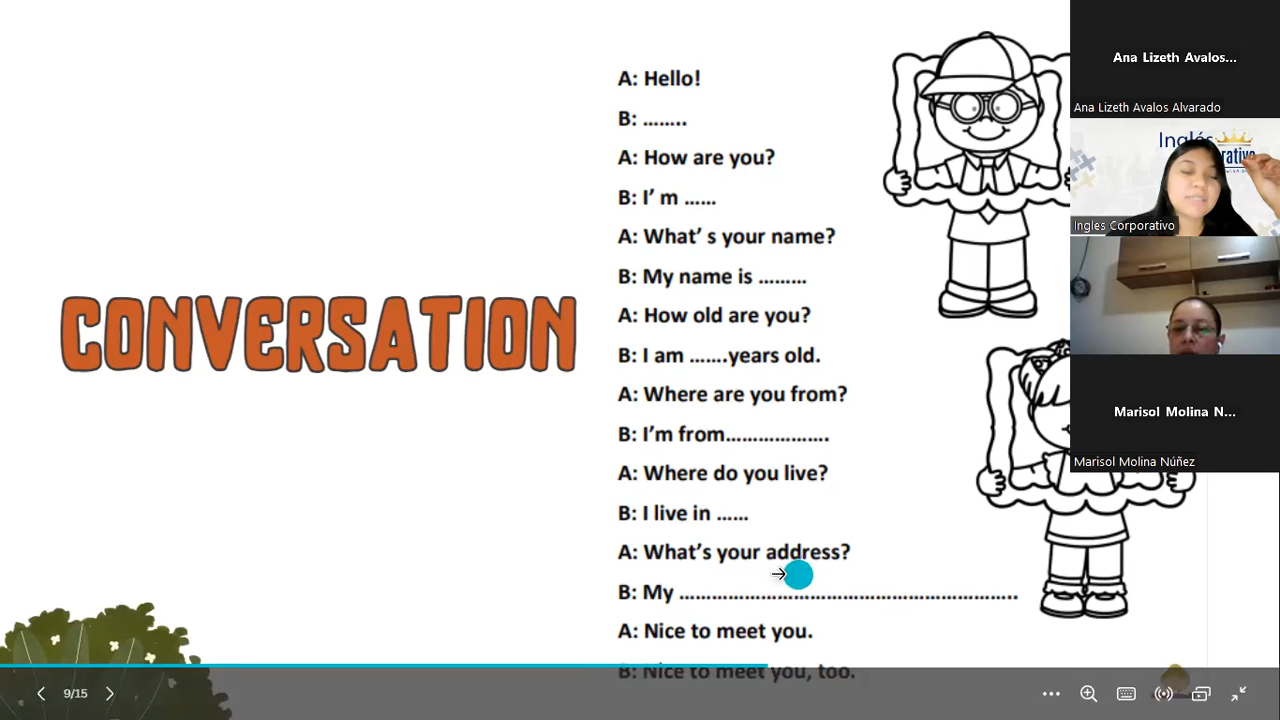 CONVERSATION
A: Hello!
B: ........
A: How are you?
B: I' m ......
A: What' s your name?
B: My name is .........
A: How old are you?
B: I am .......years old.
A: Where are you from?
B: I'm from...................
A: Where do you live?
B: I live in ......
A: What's your address?
B: My ..............................................................
A: Nice to meet you.
B: Nice to meet you, too.
Ana Lizeth Avalos...
Ana Lizeth Avalos Alvarado
Inglés
Ingles Corporativo
Marisol Molina N...
Marisol Molina Núñez
9/15